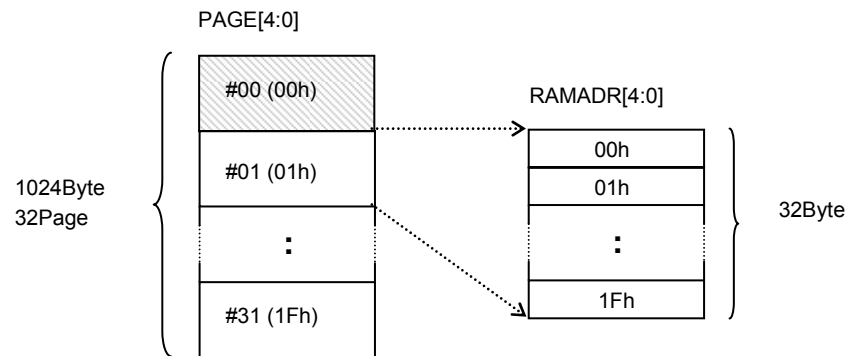 PAGE[4:0]
#00 (00h)
#01 (01h)
:
#31 (1Fh)
1024Byte
32Page
RAMADR[4:0]
00h
01h
:
1Fh
32Byte